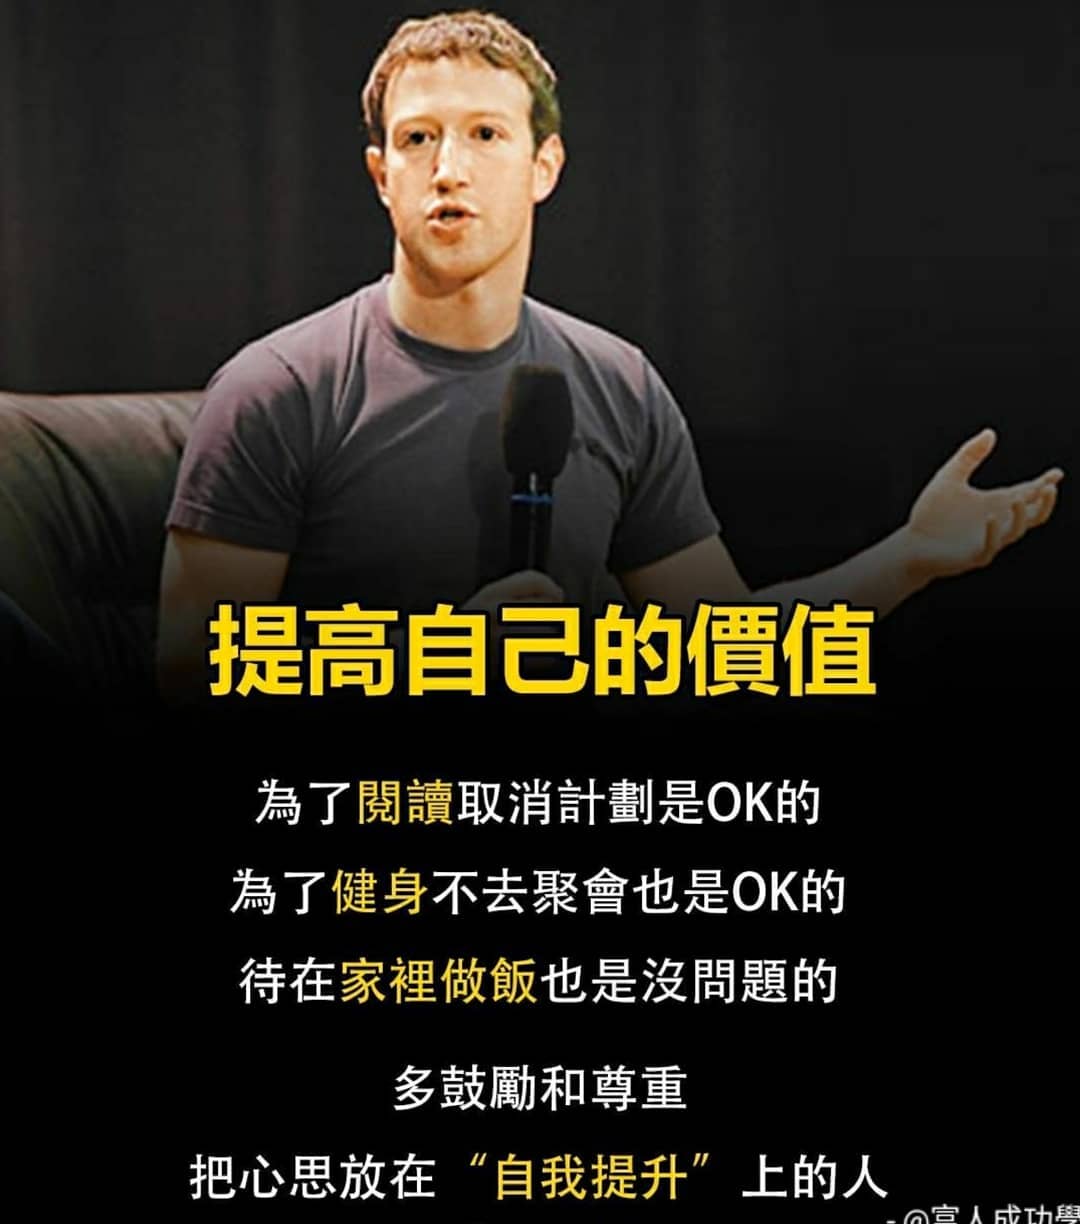 提高自己的價值
為了閱讀取消計劃是OK的
為了健身不去聚會也是OK的
待在家裡做飯也是沒問題的
多鼓勵和尊重
把心思放在“自我提升”上的人
- @富人成功學